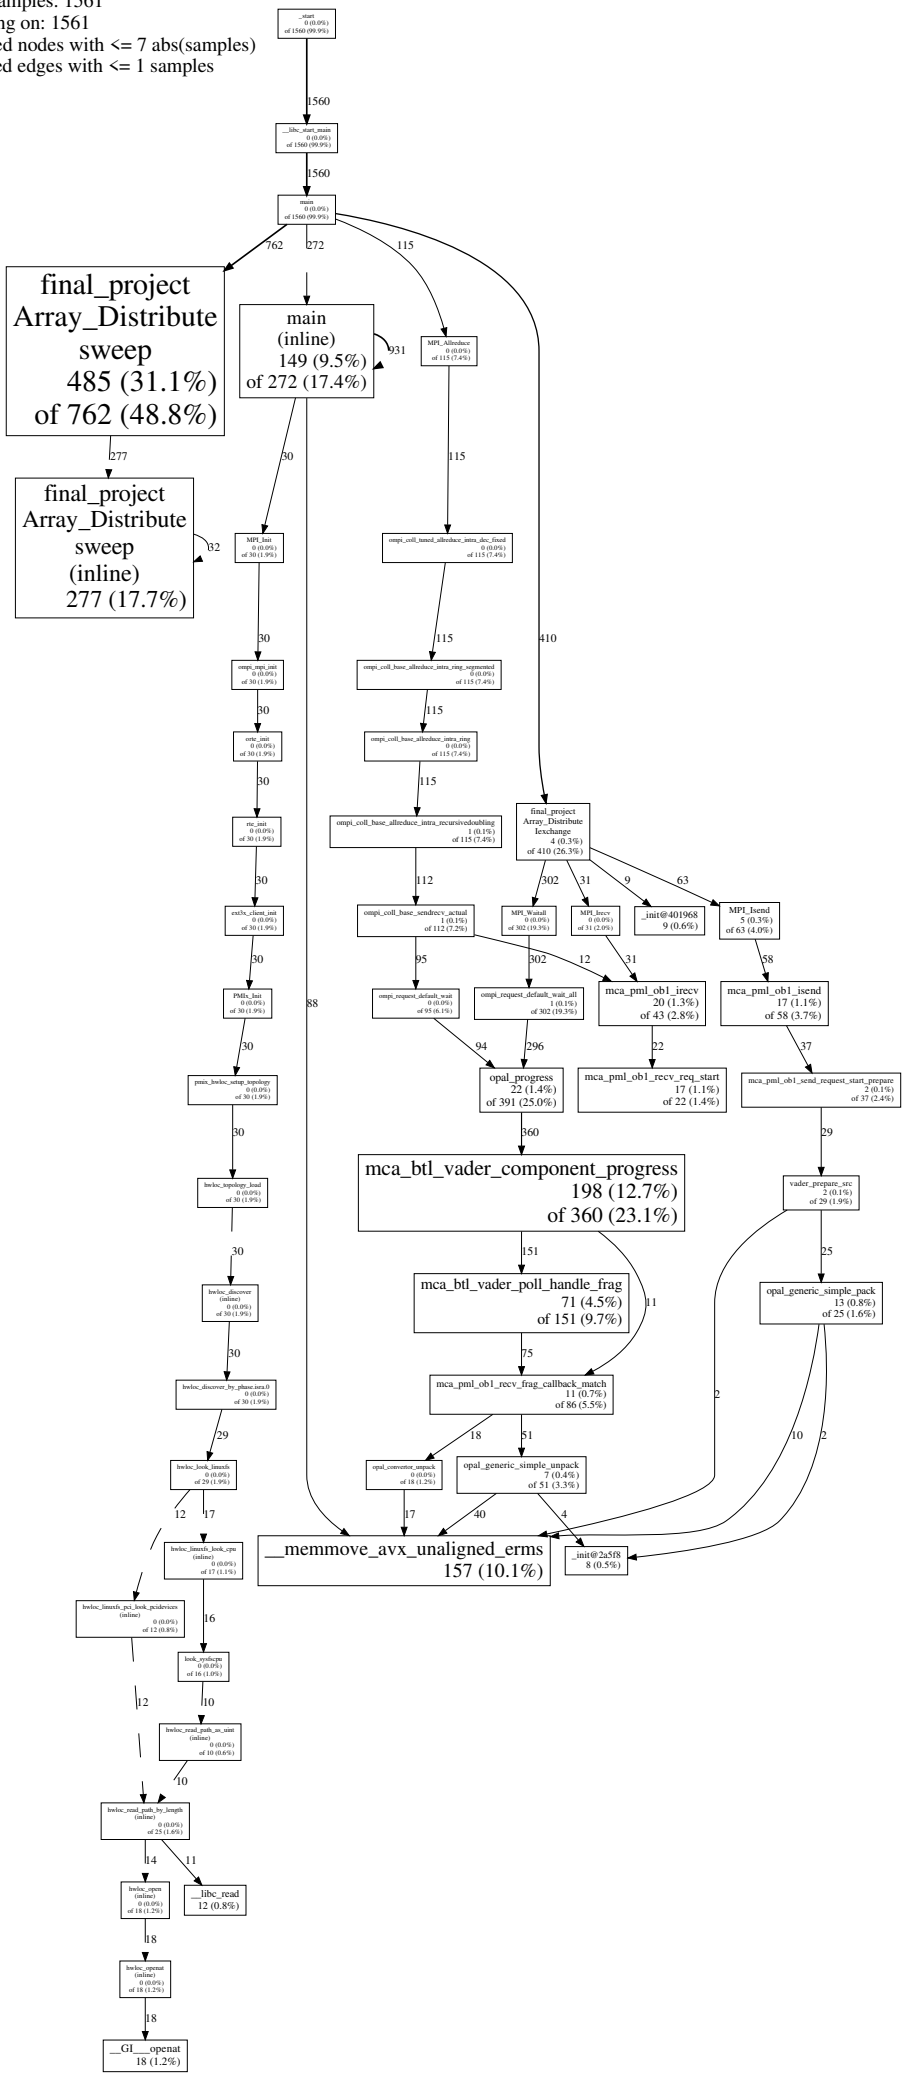 amples: 1561
ng on: 1561
ed nodes with <= 7 abs(samples)
ed edges with <= 1 samples
_start
0 (0.0%)
of 1560 (99.9%)
1560
__libc_start_main
0 (0.0%)
of 1560 (99.9%)
1560
main
0 (0.0%)
of 1560 (99.9%)
762
272
115
final_project
Array_Distribute
sweep
485 (31.1%)
of 762 (48.8%)
main
(inline)
149 (9.5%)
of 272 (17.4%)
931
MPI_Allreduce
0 (0.0%)
of 115 (7.4%)
277
30
115
final_project
Array_Distribute
sweep
(inline)
277 (17.7%)
32
MPI_Init
0 (0.0%)
of 30 (1.9%)
ompi_coll_tuned_allreduce_intra_dec_fixed
0 (0.0%)
of 115 (7.4%)
30
115
410
ompi_mpi_init
0 (0.0%)
of 30 (1.9%)
ompi_coll_base_allreduce_intra_ring_segmented
0 (0.0%)
of 115 (7.4%)
30
115
orte_init
0 (0.0%)
of 30 (1.9%)
ompi_coll_base_allreduce_intra_ring
0 (0.0%)
of 115 (7.4%)
30
115
rte_init
0 (0.0%)
of 30 (1.9%)
ompi_coll_base_allreduce_intra_recursivedoubling
1 (0.1%)
of 115 (7.4%)
final_project
Array_Distribute
Iexchange
4 (0.3%)
of 410 (26.3%)
30
112
302
31
9
63
ext3x_client_init
0 (0.0%)
of 30 (1.9%)
ompi_coll_base_sendrecv_actual
1 (0.1%)
of 112 (7.2%)
MPI_Waitall
0 (0.0%)
of 302 (19.3%)
MPI_Irecv
0 (0.0%)
of 31 (2.0%)
_init@401968
9 (0.6%)
MPI_Isend
5 (0.3%)
of 63 (4.0%)
30
95
302
12
31
58
PMIx_Init
0 (0.0%)
of 30 (1.9%)
88
ompi_request_default_wait
0 (0.0%)
of 95 (6.1%)
ompi_request_default_wait_all
1 (0.1%)
of 302 (19.3%)
mca_pml_ob1_irecv
20 (1.3%)
of 43 (2.8%)
mca_pml_ob1_isend
17 (1.1%)
of 58 (3.7%)
30
94
296
22
37
pmix_hwloc_setup_topology
0 (0.0%)
of 30 (1.9%)
opal_progress
22 (1.4%)
of 391 (25.0%)
mca_pml_ob1_recv_req_start
17 (1.1%)
of 22 (1.4%)
mca_pml_ob1_send_request_start_prepare
2 (0.1%)
of 37 (2.4%)
30
360
29
hwloc_topology_load
0 (0.0%)
of 30 (1.9%)
mca_btl_vader_component_progress
198 (12.7%)
of 360 (23.1%)
vader_prepare_src
2 (0.1%)
of 29 (1.9%)
30
151
25
hwloc_discover
(inline)
0 (0.0%)
of 30 (1.9%)
mca_btl_vader_poll_handle_frag
71 (4.5%)
of 151 (9.7%)
11
opal_generic_simple_pack
13 (0.8%)
of 25 (1.6%)
30
75
hwloc_discover_by_phase.isra.0
0 (0.0%)
of 30 (1.9%)
mca_pml_ob1_recv_frag_callback_match
11 (0.7%)
of 86 (5.5%)
2
29
18
51
10
2
hwloc_look_linuxfs
0 (0.0%)
of 29 (1.9%)
opal_convertor_unpack
0 (0.0%)
of 18 (1.2%)
opal_generic_simple_unpack
7 (0.4%)
of 51 (3.3%)
12
17
17
40
4
hwloc_linuxfs_look_cpu
(inline)
0 (0.0%)
of 17 (1.1%)
__memmove_avx_unaligned_erms
157 (10.1%)
_init@2a5f8
8 (0.5%)
hwloc_linuxfs_pci_look_pcidevices
(inline)
0 (0.0%)
of 12 (0.8%)
16
look_sysfscpu
0 (0.0%)
of 16 (1.0%)
12
10
hwloc_read_path_as_uint
(inline)
0 (0.0%)
of 10 (0.6%)
10
hwloc_read_path_by_length
(inline)
0 (0.0%)
of 25 (1.6%)
14
11
hwloc_open
(inline)
0 (0.0%)
of 18 (1.2%)
__libc_read
12 (0.8%)
18
hwloc_openat
(inline)
0 (0.0%)
of 18 (1.2%)
18
__GI___openat
18 (1.2%)